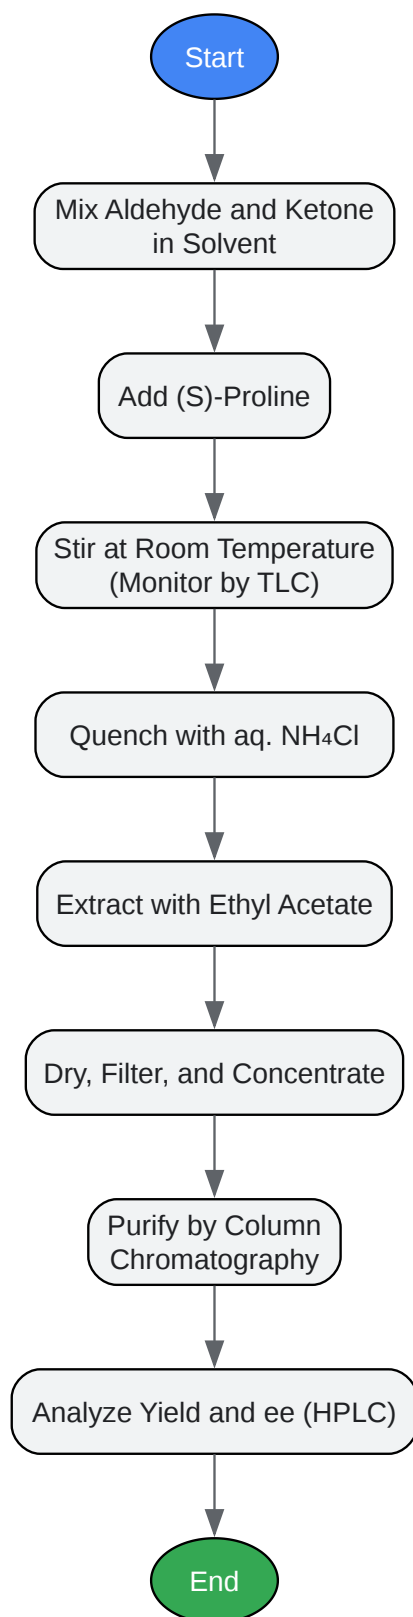 Start
Mix Aldehyde and Ketone
in Solvent
Add (S)-Proline
Stir at Room Temperature
(Monitor by TLC)
Quench with aq. NH₄Cl
Extract with Ethyl Acetate
Dry, Filter, and Concentrate
Purify by Column
Chromatography
Analyze Yield and ee (HPLC)
End